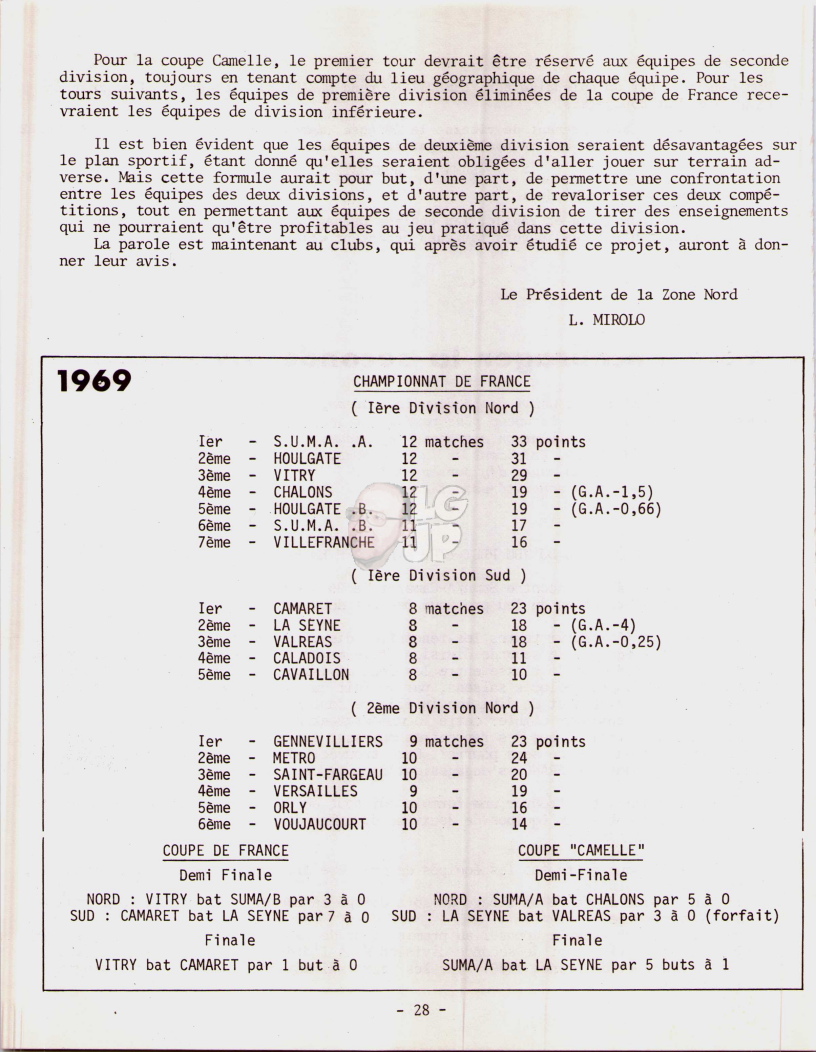 Pour la coupe Camelle, le premier tour devrait être réservé aux équipes de seconde
division, toujours en tenant compte du lieu géographique de chaque équipe. Pour les
tours suivants, les équipes de première division éliminées de la coupe de France rece-
vraient les équipes de division inférieure.
Il est bien évident que les équipes de deuxième division seraient désavantagées sur
le plan sportif, étant donné qu'elles seraient obligées d'aller jouer sur terrain ad-
verse. Mais cette formule aurait pour but, d'une part, de permettre une confrontation
entre les équipes des deux divisions, et d'autre part, de revaloriser ces deux compé-
titions, tout en permettant aux équipes de seconde division de tirer des enseignements
qui ne pourraient qu'être profitables au jeu pratiqué dans cette division.
La parole est maintenant au clubs, qui après avoir étudié ce projet, auront à don-
ner leur avis.
Le Président de la Zone Nord
L. MIROLO
1969 CHAMPIONNAT DE FRANCE
( Ière Division Nord )
Ier - S.U.M.A. .A. 12 matches 33 points
2ème - HOULGATE 12 - 31 -
3ème - VITRY 12 - 29 -
4ème - CHALONS 12 - 19 - (G.A.-1,5)
5ème - HOULGATE .B. 12 - 19 - (G.A.-0,66)
6ème - S.U.M.A. .B. 11 - 17 -
7ème - VILLEFRANCHE 11 - 16 -
LG
UP
( Ière Division Sud )
Ier - CAMARET 8 matches 23 points
2ème - LA SEYNE 8 - 18 - (G.A.-4)
3ème - VALREAS 8 - 18 - (G.A.-0,25)
4ème - CALADOIS 8 - 11 -
5ème - CAVAILLON 8 - 10 -
( 2ème Division Nord )
Ier - GENNEVILLIERS 9 matches 23 points
2ème - METRO 10 - 24 -
3ème - SAINT-FARGEAU 10 - 20 -
4ème - VERSAILLES 9 - 19 -
5ème - ORLY 10 - 16 -
6ème - VOUJAUCOURT 10 - 14 -
COUPE DE FRANCE
Demi Finale
NORD : VITRY bat SUMA/B par 3 à 0
SUD : CAMARET bat LA SEYNE par 7 à 0
Finale
VITRY bat CAMARET par 1 but à 0
COUPE "CAMELLE"
Demi-Finale
NORD : SUMA/A bat CHALONS par 5 à 0
SUD : LA SEYNE bat VALREAS par 3 à 0 (forfait)
Finale
SUMA/A bat LA SEYNE par 5 buts à 1
- 28 -